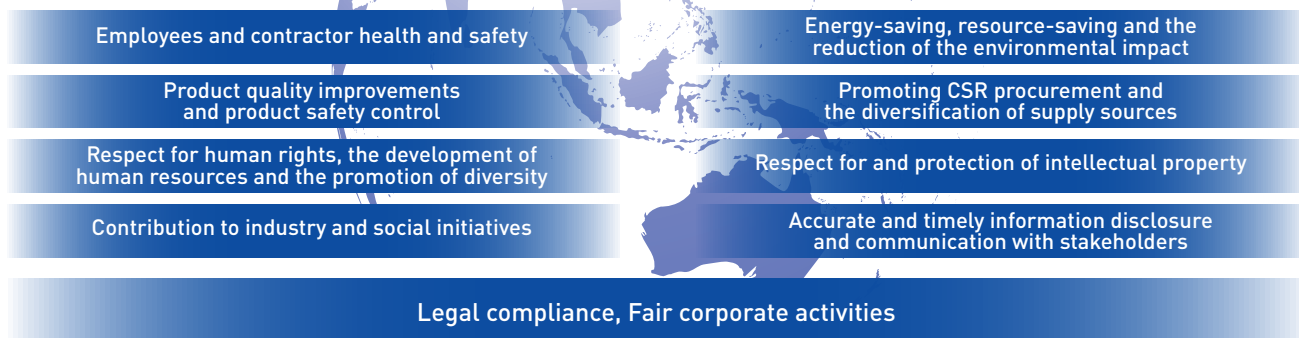 Employees and contractor health and safety
Energy-saving, resource-saving and the
reduction of the environmental impact
Product quality improvements
and product safety control
Promoting CSR procurement and
the diversification of supply sources
Respect for human rights, the development of
human resources and the promotion of diversity
Respect for and protection of intellectual property
Contribution to industry and social initiatives
Accurate and timely information disclosure
and communication with stakeholders
Legal compliance, Fair corporate activities